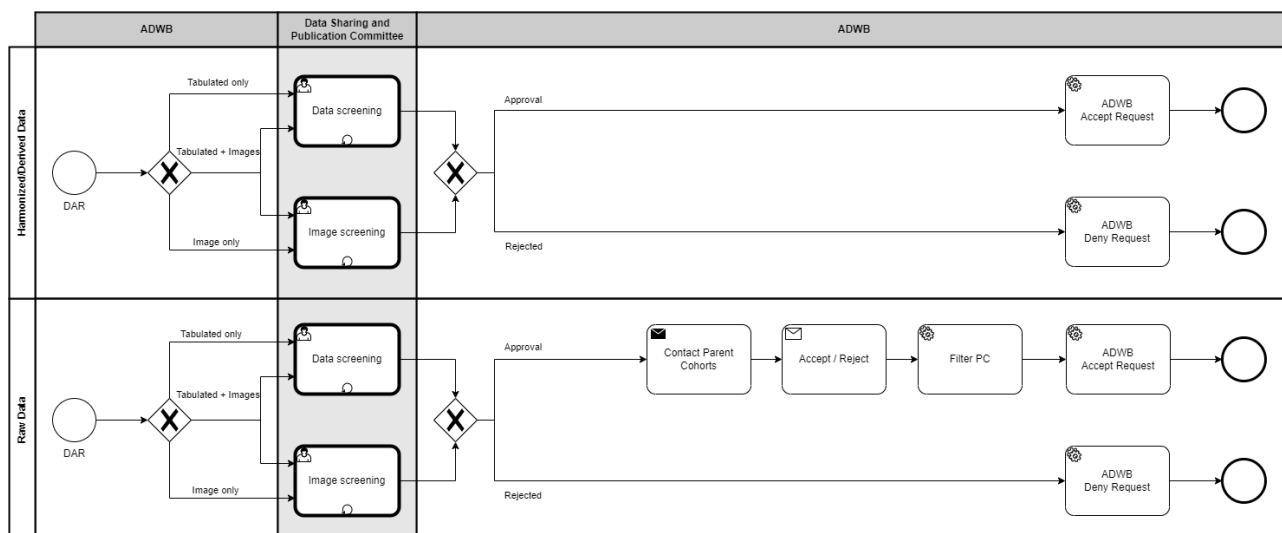 ADWB
Data Sharing and
Publication Committee
ADWB
Harmonized/Derived Data
DAR
Tabulated only
Tabulated + Images
Image only
Data screening
Image screening
Approval
Rejected
ADWB
Accept Request
ADWB
Deny Request
Raw Data
DAR
Tabulated only
Tabulated + Images
Image only
Data screening
Image screening
Approval
Rejected
Contact Parent
Cohorts
Accept / Reject
Filter PC
ADWB
Accept Request
ADWB
Deny Request